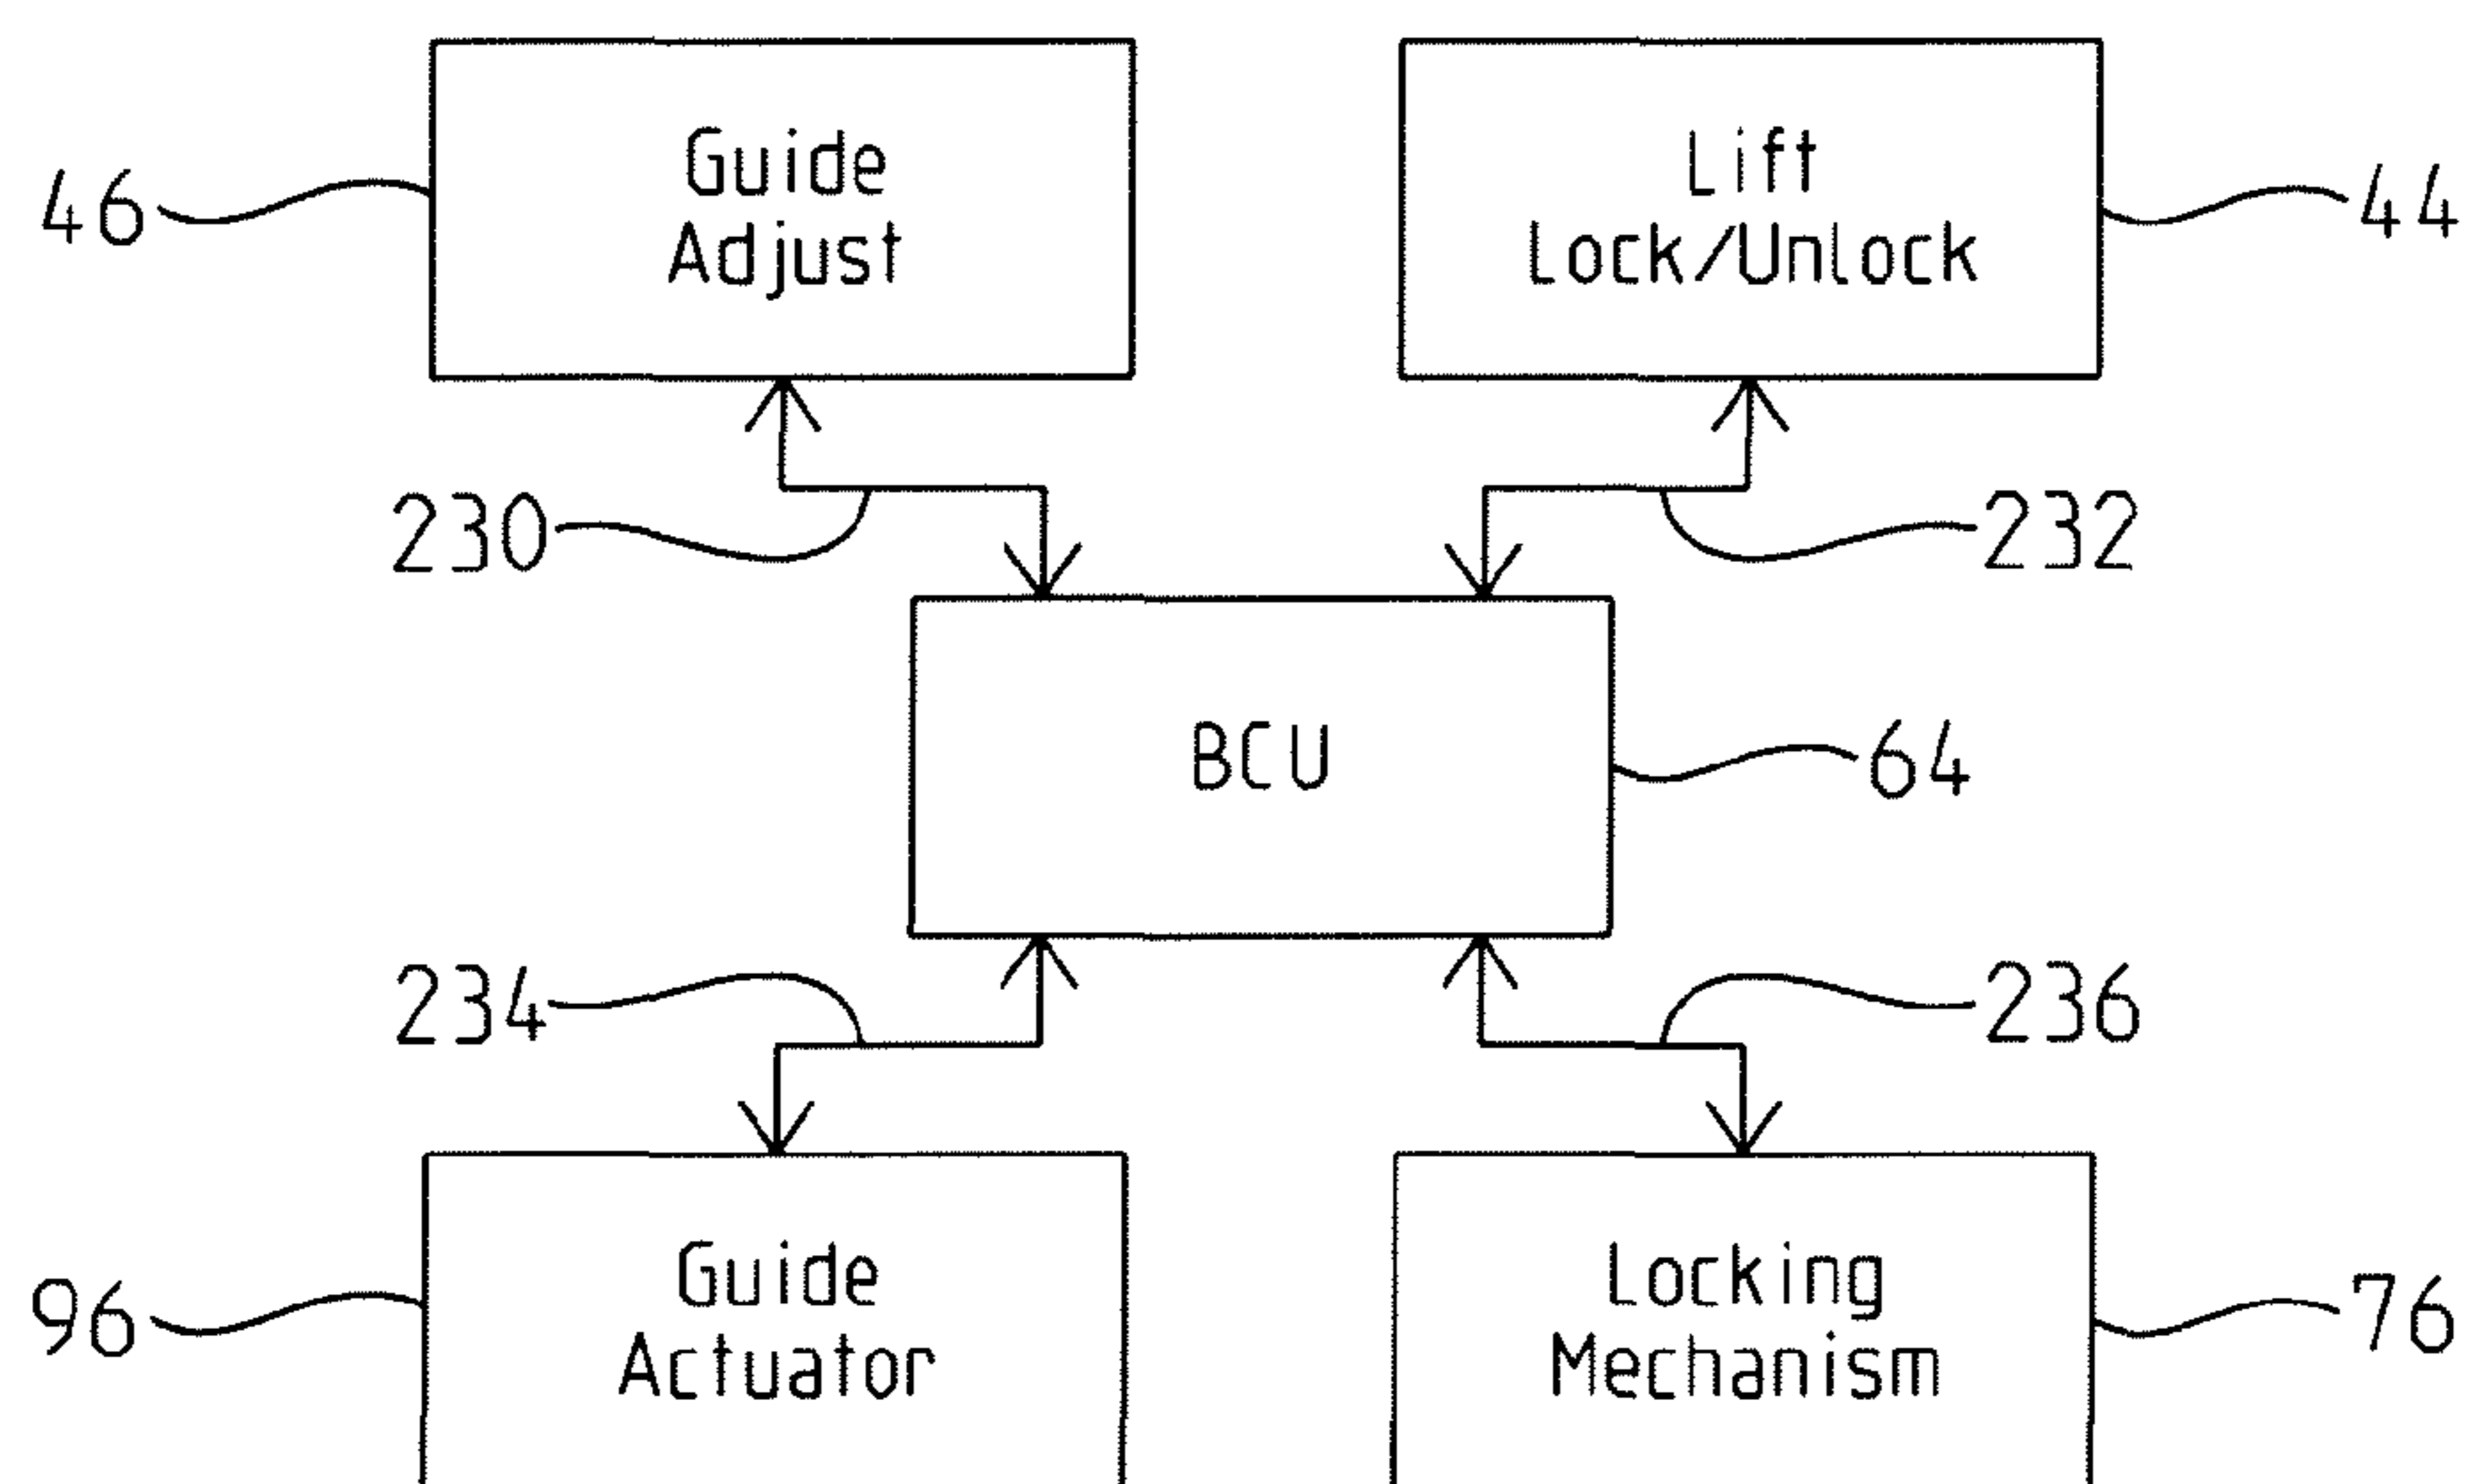 Guide
Adjust
Lift
Lock/Unlock
46
44
230
232
BCU
64
234
236
Guide
Actuator
Locking
Mechanism
96
76